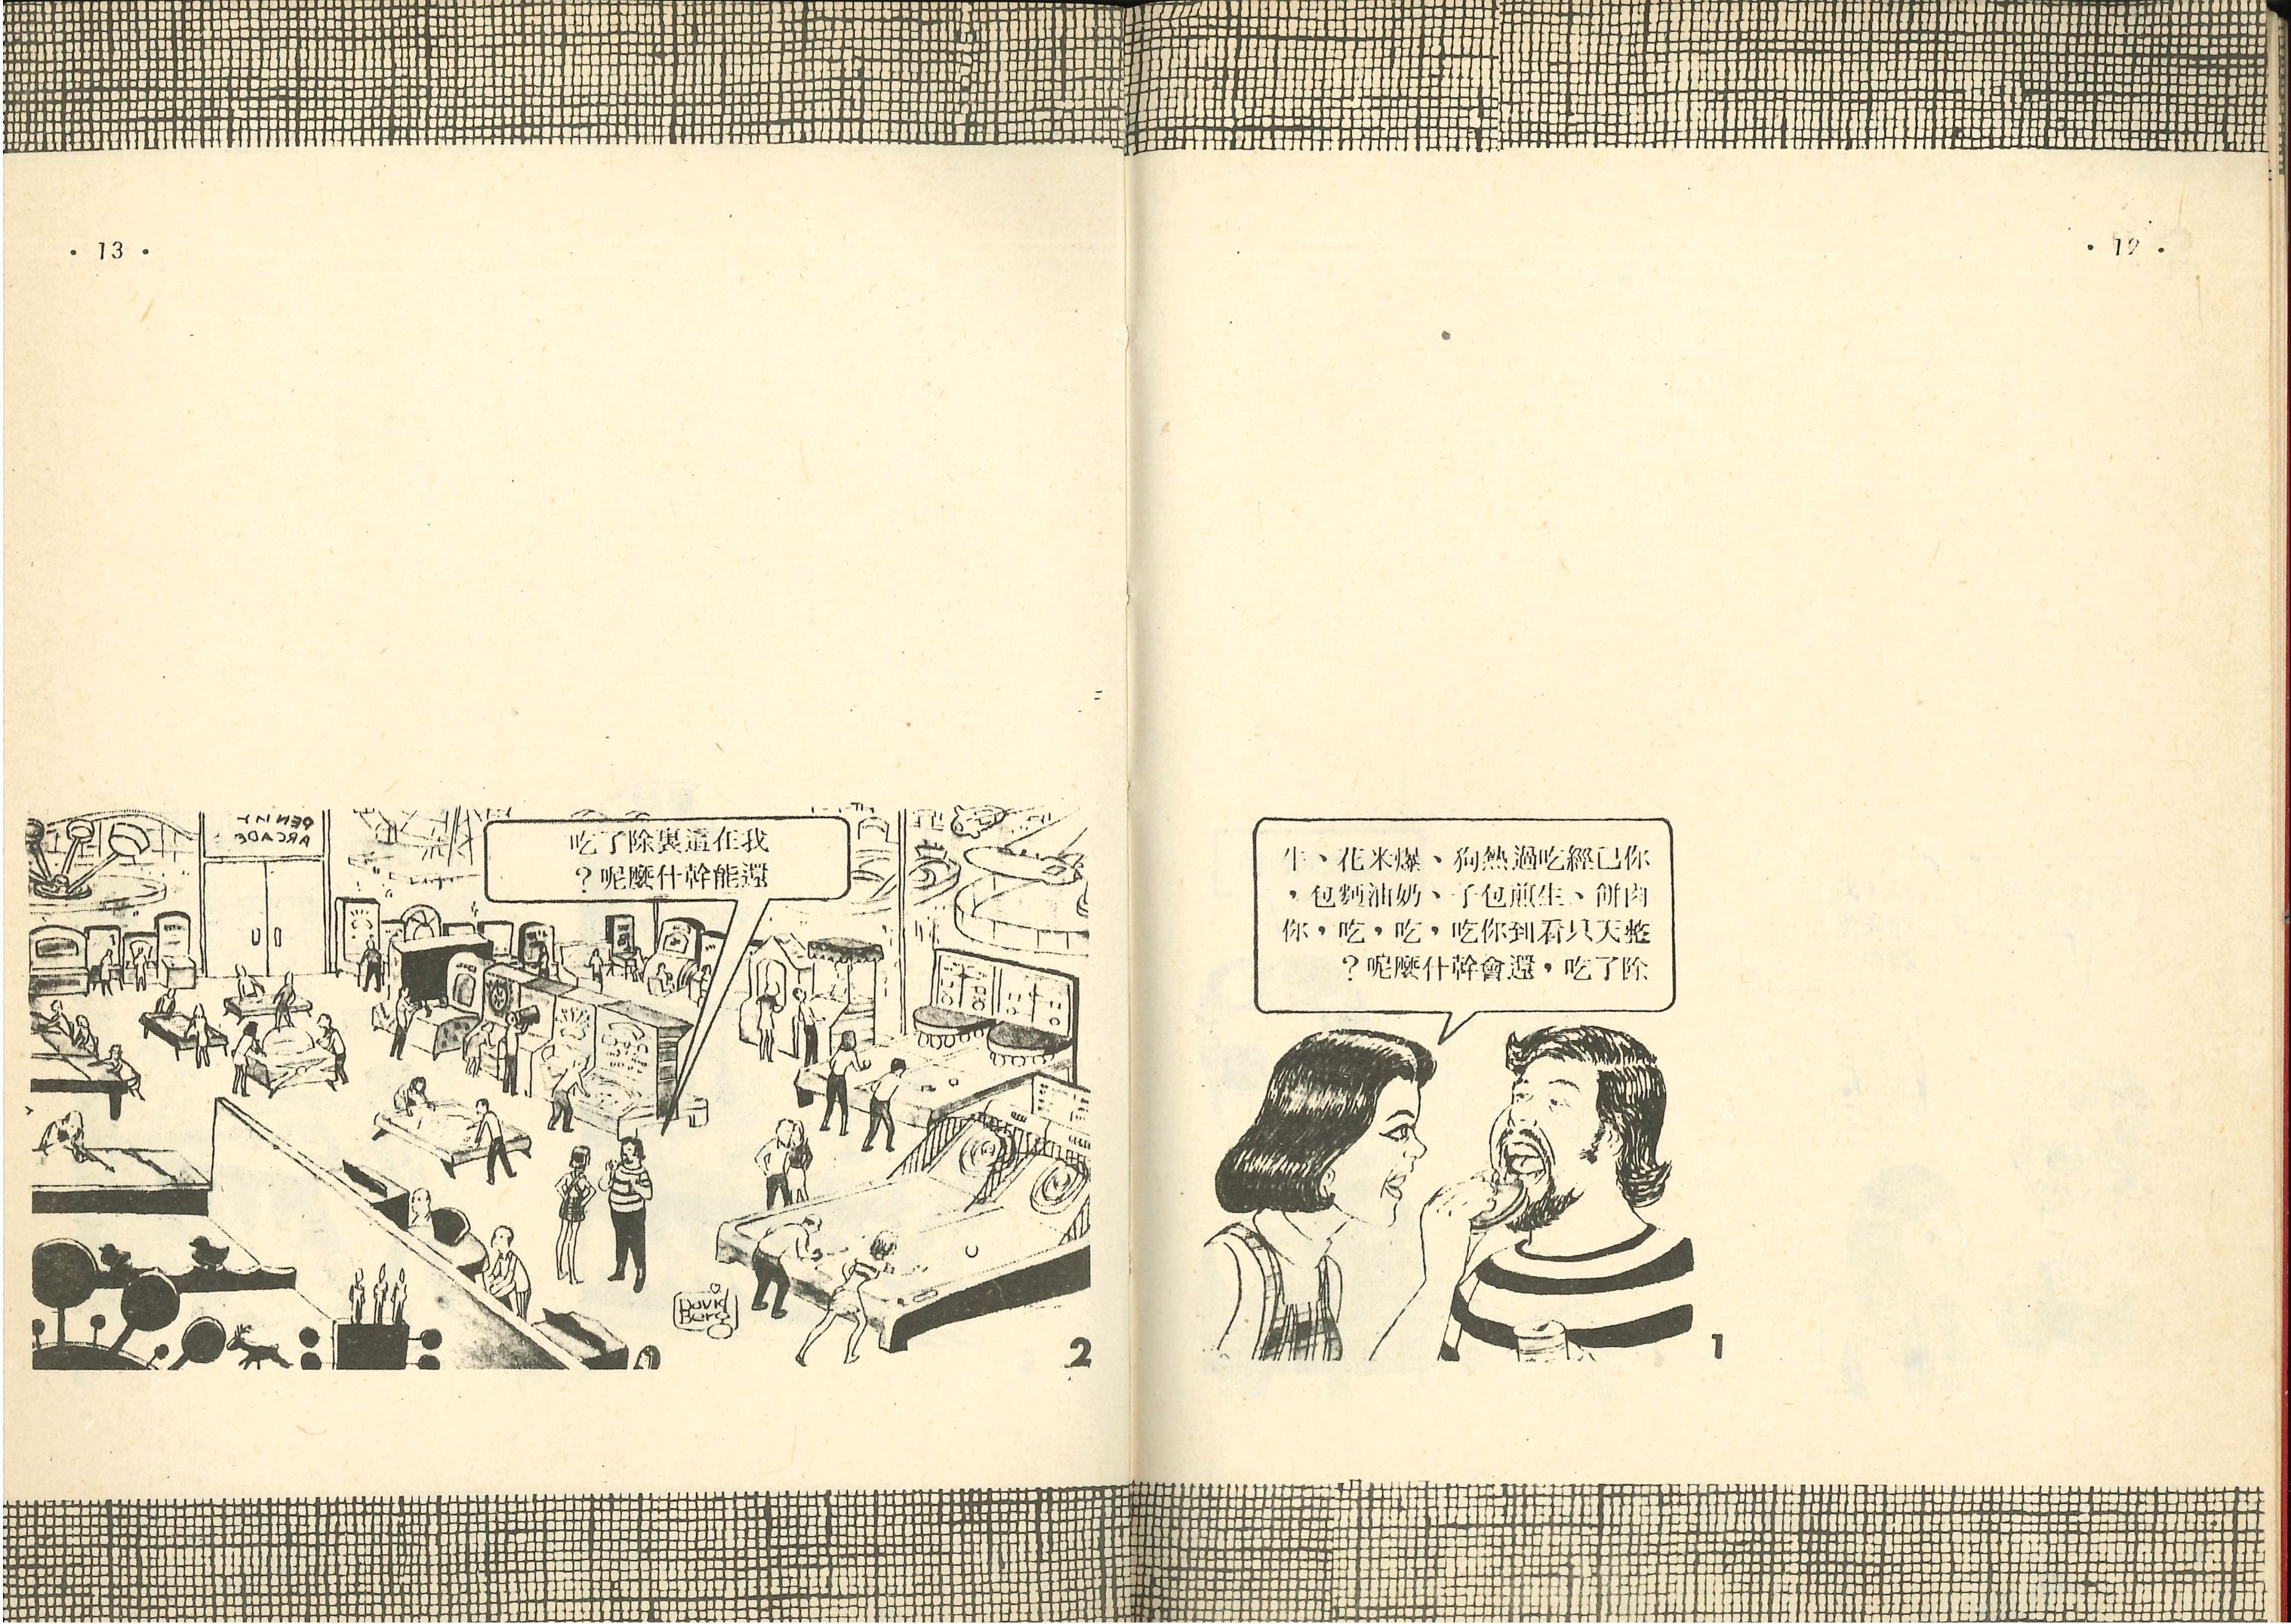 · 12 ·
你已經吃過熱狗、爆米花、牛
肉餅、生煎包子、奶油麵包，
整天只看到你吃，吃，吃，你
除了吃，還會幹什麼呢？
1
· 13 ·
PENNY
ARCADE
我在這裏除了吃
還能幹什麼呢？
David
Berg
2